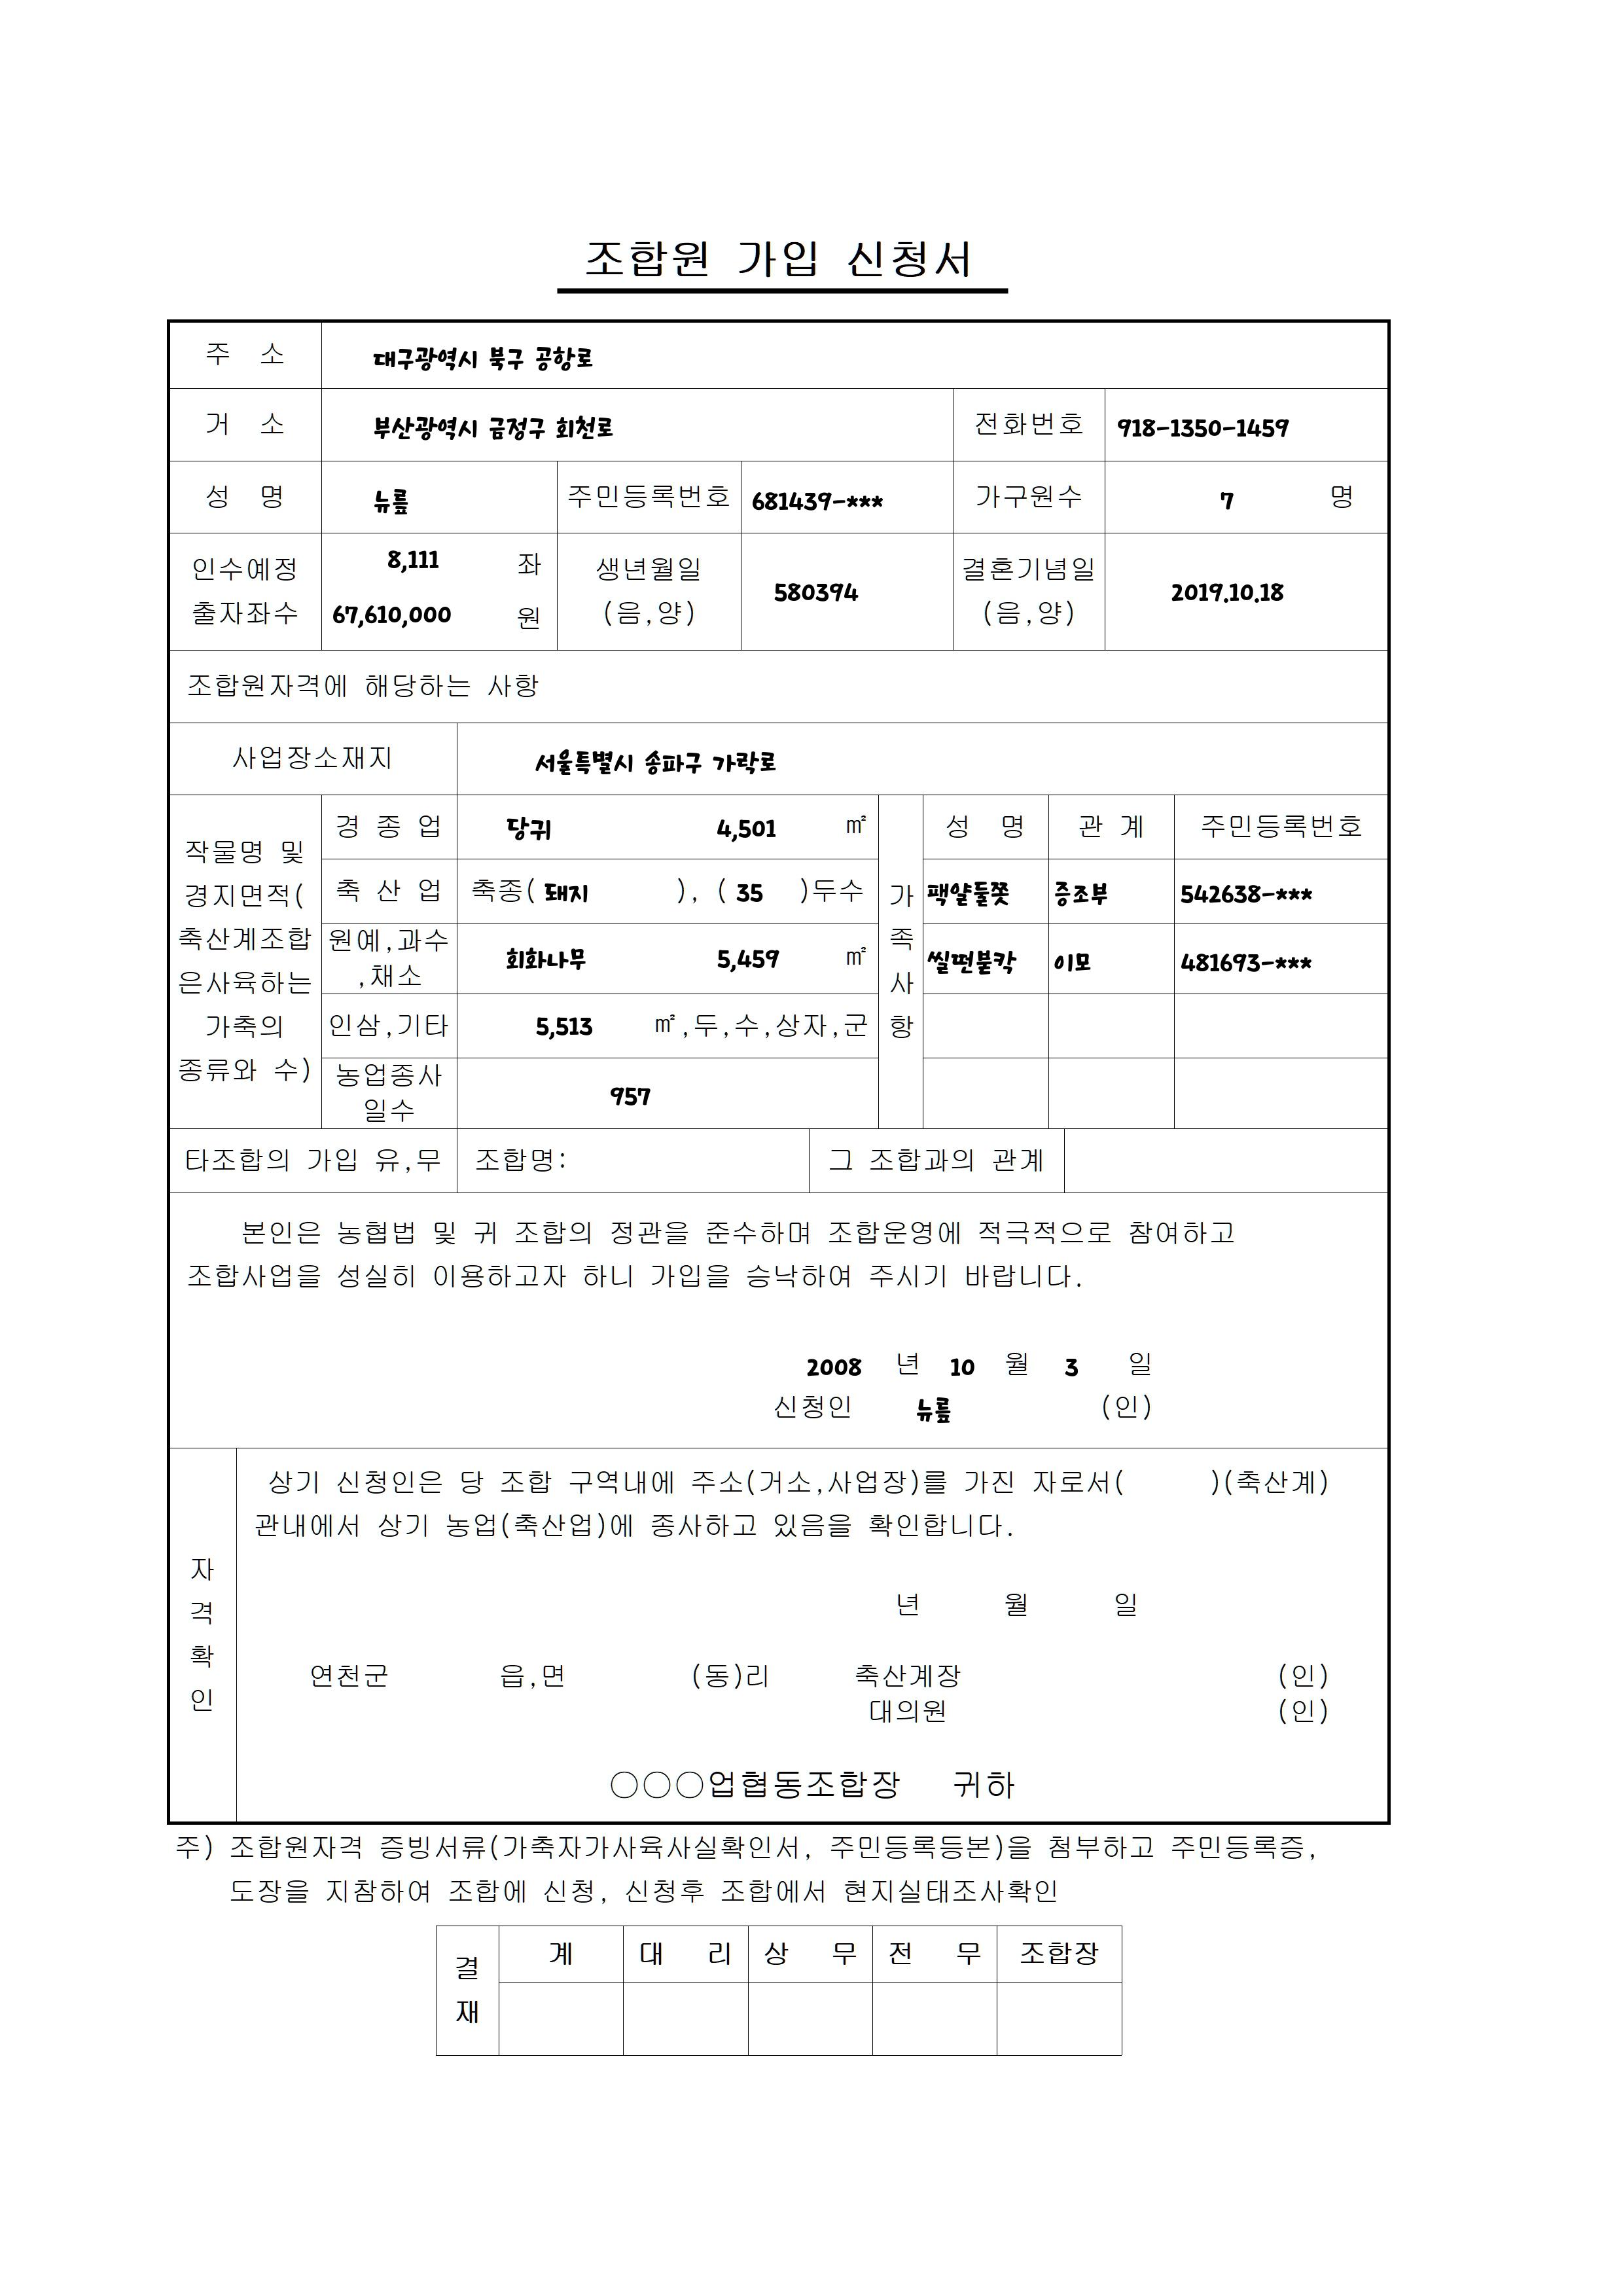 조합원 가입 신청서
주 소 대구광역시 북구 공항로
거 소 부산광역시 금정구 회천로 전화번호 918-1350-1459
성 명 뉴릎 주민등록번호 681439-*** 가구원수 7 명
인수예정 출자좌수 8,111 좌 67,610,000 원 생년월일 (음,양) 580394 결혼기념일 (음,양) 2019.10.18
조합원자격에 해당하는 사항
사업장소재지 서울특별시 송파구 가락로
작물명 및
경지면적(
축산계조합
은사육하는
가축의
종류와 수)
경 종 업 당귀 4,501 ㎡
축 산 업 축종( 돼지 ), ( 35 )두수
원예,과수
,채소 회화나무 5,459 ㎡
인삼,기타 5,513 ㎡,두,수,상자,군
농업종사
일수 957
가족사항
성 명 관 계 주민등록번호
팩얄둘쫏 증조부 542638-***
씰떤붇칵 이모 481693-***
타조합의 가입 유,무 조합명: 그 조합과의 관계
본인은 농협법 및 귀 조합의 정관을 준수하며 조합운영에 적극적으로 참여하고
조합사업을 성실히 이용하고자 하니 가입을 승낙하여 주시기 바랍니다.
2008 년 10 월 3 일
신청인 뉴릎 (인)
자격확인
상기 신청인은 당 조합 구역내에 주소(거소,사업장)를 가진 자로서( )(축산계)
관내에서 상기 농업(축산업)에 종사하고 있음을 확인합니다.
년 월 일
연천군 읍,면 (동)리 축산계장 (인)
대의원 (인)
○○○업협동조합장 귀하
주) 조합원자격 증빙서류(가축자가사육사실확인서, 주민등록등본)을 첨부하고 주민등록증,
도장을 지참하여 조합에 신청, 신청후 조합에서 현지실태조사확인
결재 계 대 리 상 무 전 무 조합장